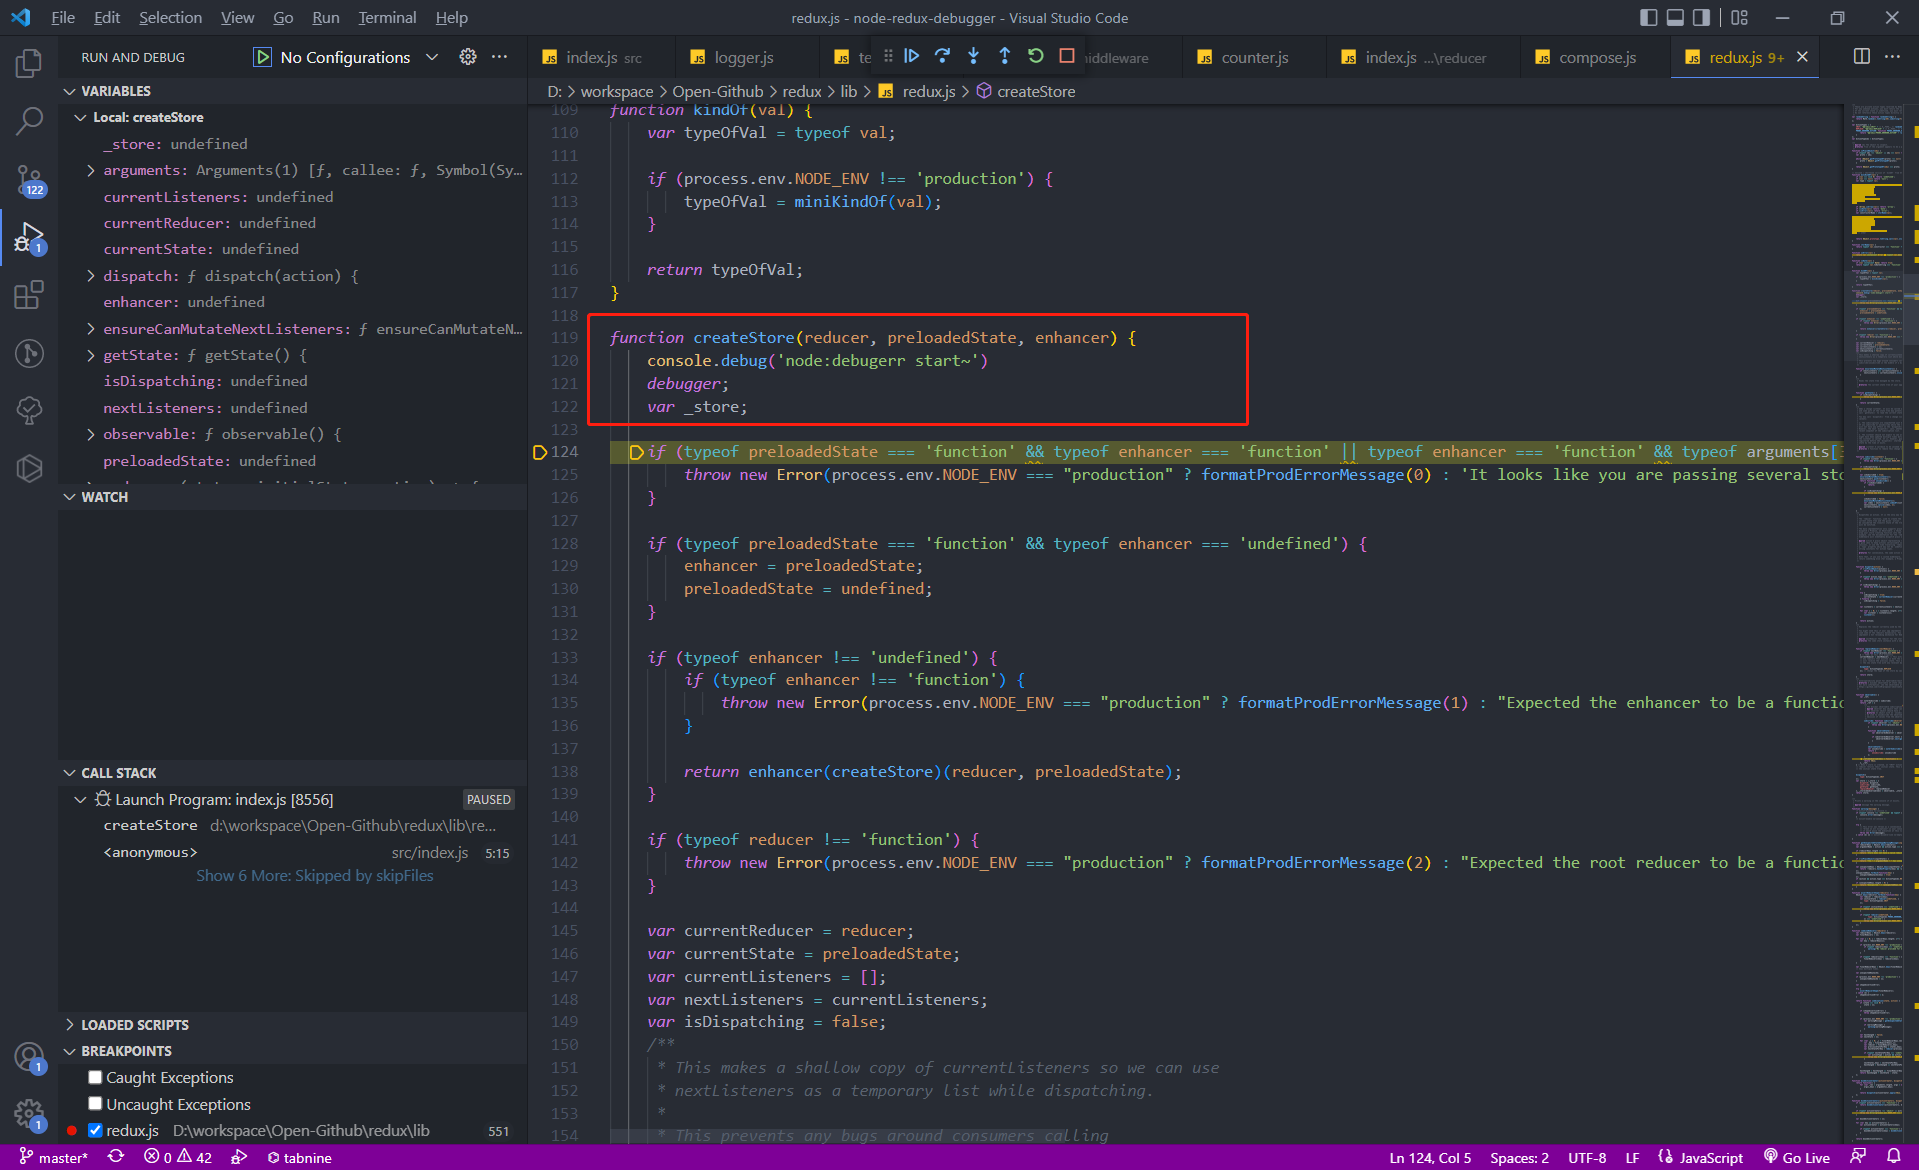 File Edit Selection View Go Run Terminal Help
redux.js - node-redux-debugger - Visual Studio Code
RUN AND DEBUG
No Configurations
index.js src
logger.js
te
iddleware
counter.js
index.js ...\reducer
compose.js
redux.js 9+
D: > workspace > Open-Github > redux > lib > JS redux.js > createStore
VARIABLES
Local: createStore
_store: undefined
arguments: Arguments(1) [ƒ, callee: ƒ, Symbol(Sy…
currentListeners: undefined
currentReducer: undefined
currentState: undefined
dispatch: ƒ dispatch(action) {
enhancer: undefined
ensureCanMutateNextListeners: ƒ ensureCanMutateN…
getState: ƒ getState() {
isDispatching: undefined
nextListeners: undefined
observable: ƒ observable() {
preloadedState: undefined
WATCH
CALL STACK
Launch Program: index.js [8556] PAUSED
createStore d:\workspace\Open-Github\redux\lib\re...
<anonymous> src/index.js 5:15
Show 6 More: Skipped by skipFiles
LOADED SCRIPTS
BREAKPOINTS
Caught Exceptions
Uncaught Exceptions
redux.js D:\workspace\Open-Github\redux\lib 551
122
1
1
1
109 function kindOf(val) {
110 var typeOfVal = typeof val;
111
112 if (process.env.NODE_ENV !== 'production') {
113 typeOfVal = miniKindOf(val);
114 }
115
116 return typeOfVal;
117 }
118
119 function createStore(reducer, preloadedState, enhancer) {
120 console.debug('node:debugerr start~')
121 debugger;
122 var _store;
123
124 if (typeof preloadedState === 'function' && typeof enhancer === 'function' || typeof enhancer === 'function' && typeof arguments[3
125 throw new Error(process.env.NODE_ENV === "production" ? formatProdErrorMessage(0) : 'It looks like you are passing several sto
126 }
127
128 if (typeof preloadedState === 'function' && typeof enhancer === 'undefined') {
129 enhancer = preloadedState;
130 preloadedState = undefined;
131 }
132
133 if (typeof enhancer !== 'undefined') {
134 if (typeof enhancer !== 'function') {
135 throw new Error(process.env.NODE_ENV === "production" ? formatProdErrorMessage(1) : "Expected the enhancer to be a functio
136 }
137
138 return enhancer(createStore)(reducer, preloadedState);
139 }
140
141 if (typeof reducer !== 'function') {
142 throw new Error(process.env.NODE_ENV === "production" ? formatProdErrorMessage(2) : "Expected the root reducer to be a functio
143 }
144
145 var currentReducer = reducer;
146 var currentState = preloadedState;
147 var currentListeners = [];
148 var nextListeners = currentListeners;
149 var isDispatching = false;
150 /**
151 * This makes a shallow copy of currentListeners so we can use
152 * nextListeners as a temporary list while dispatching.
153 *
154 * This prevents any bugs around consumers calling
master* 0 42 tabnine
Ln 124, Col 5 Spaces: 2 UTF-8 LF JavaScript Go Live